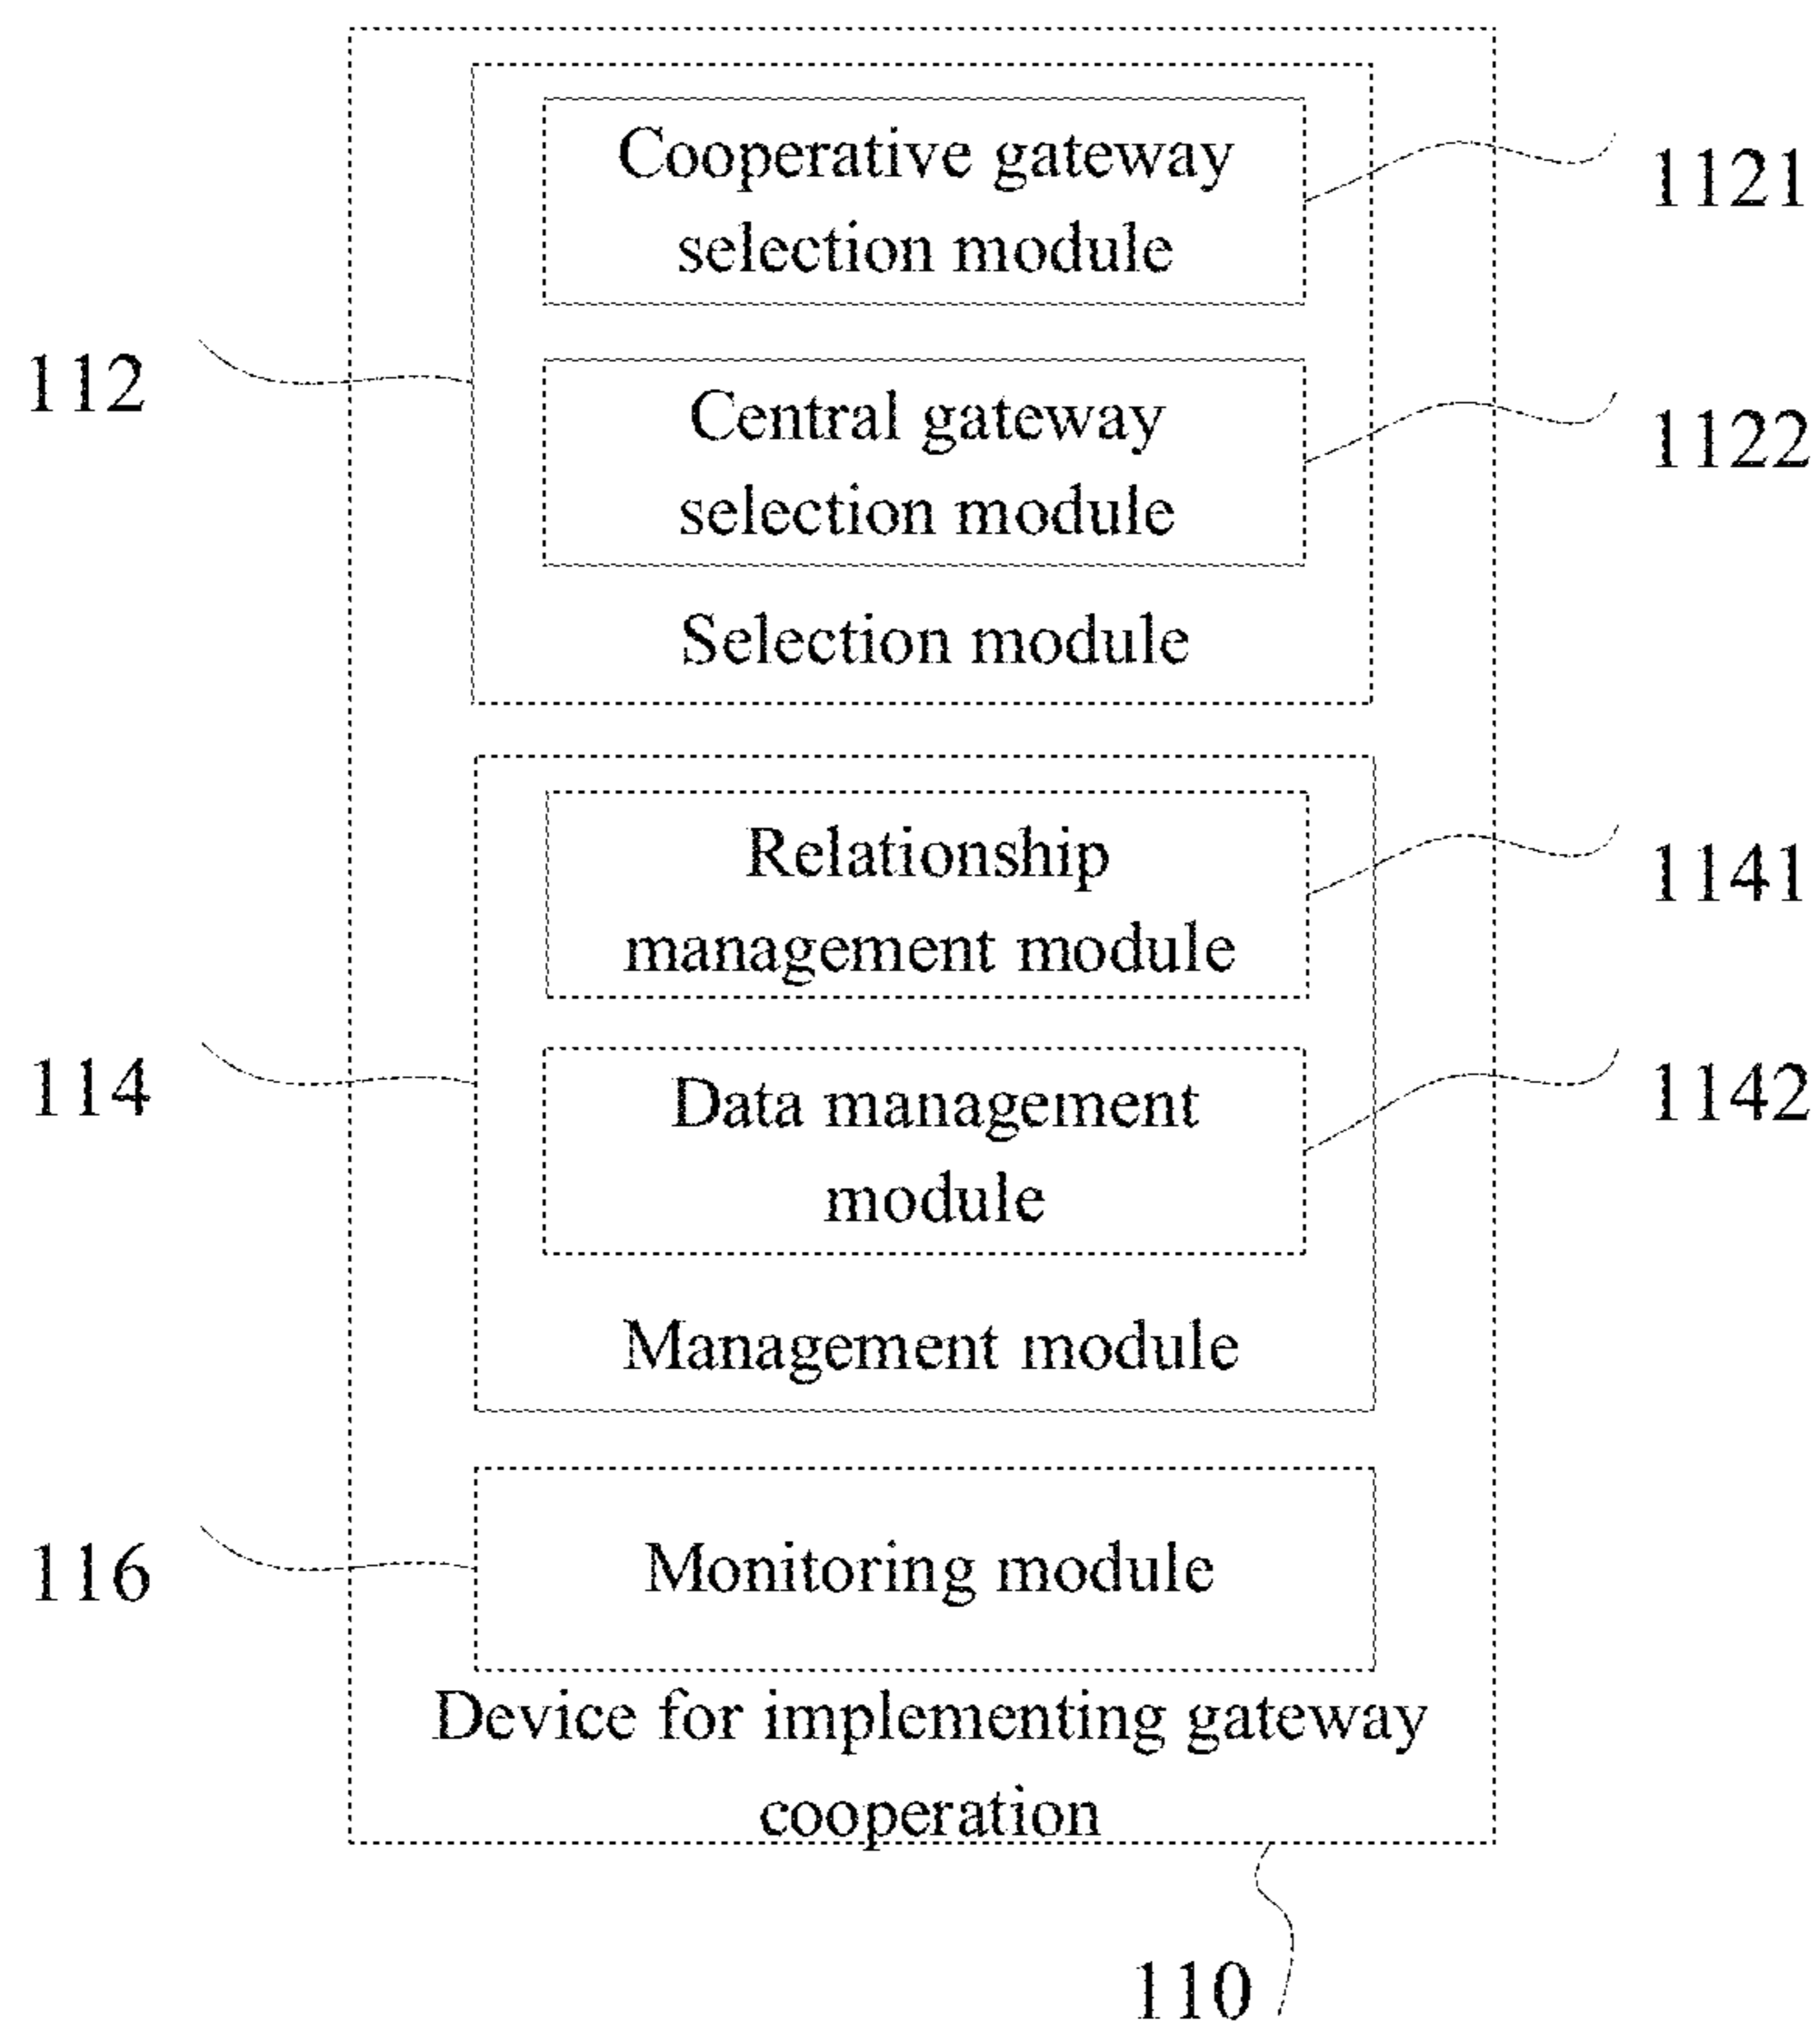 Cooperative gateway
selection module
1121
112
Central gateway
selection module
1122
Selection module
Relationship
management module
1141
114
Data management
module
1142
Management module
116
Monitoring module
Device for implementing gateway
cooperation
110